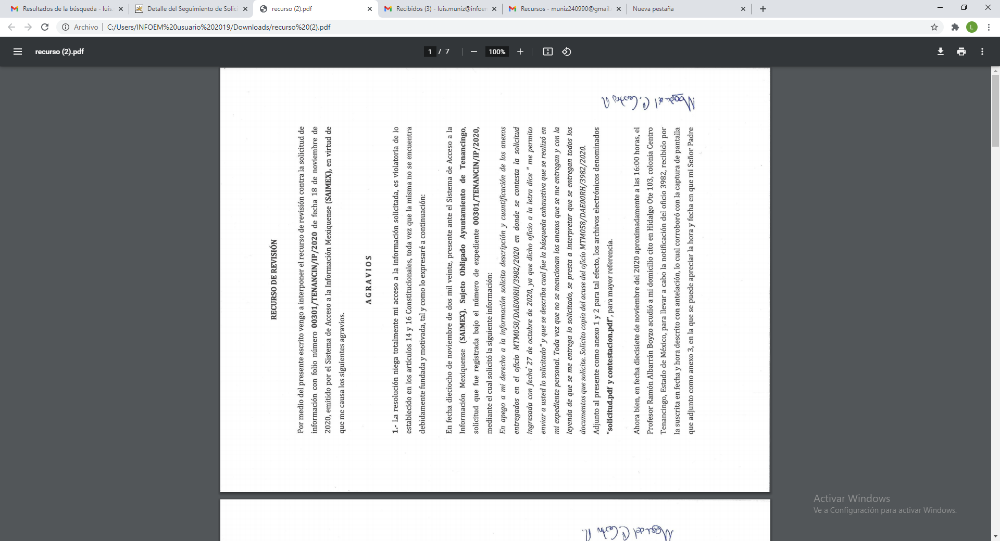 Resultados de la búsqueda - luis.
Detalle del Seguimiento de Solic
recurso (2).pdf
Recibidos (3) - luis.muniz@infoer
Recursos - muniz240990@gmail.
Nueva pestaña
Archivo
C:/Users/INFOEM%20usuario%202019/Downloads/recurso%20(2).pdf
L
recurso (2).pdf
1 / 7
100%
RECURSO DE REVISIÓN
Por medio del presente escrito vengo a interponer el recurso de revisión contra la solicitud de
información con folio número 00301/TENANCIN/IP/2020 de fecha 18 de noviembre de
2020, emitido por el Sistema de Acceso a la Información Mexiquense (SAIMEX), en virtud de
que me causa los siguientes agravios.
A G R A V I O S
1.- La resolución niega totalmente mi acceso a la información solicitada, es violatoria de lo
establecido en los artículos 14 y 16 Constitucionales, toda vez que la misma no se encuentra
debidamente fundada y motivada, tal y como lo expresaré a continuación:
En fecha dieciocho de noviembre de dos mil veinte, presente ante el Sistema de Acceso a la
Información Mexiquense (SAIMEX), Sujeto Obligado Ayuntamiento de Tenancingo,
solicitud que fue registrada bajo el número de expediente 00301/TENANCIN/IP/2020,
mediante el cual solicitó la siguiente información:
En apego a mi derecho a la información solicito descripción y cuantificación de los anexos
entregados en el oficio MTM058/DAE00RH/3982/2020 en donde se contesta la solicitud
ingresada con fecha 27 de octubre de 2020, ya que dicho oficio a la letra dice " me permito
enviar a usted lo solicitado" y que se describa cual fue la búsqueda exhaustiva que se realizó en
mi expediente personal. Toda vez que no se mencionan los anexos que se me entregan y con la
leyenda de que se me entrega lo solicitado, se presta a interpretar que se entregan todos los
documentos que solicite. Solicito copia del acuse del oficio MTM058/DAE00RH/3982/2020.
Adjunto al presente como anexo 1 y 2 para tal efecto, los archivos electrónicos denominados
"solicitud.pdf y contestacion.pdf", para mayor referencia.
Ahora bien, en fecha diecisiete de noviembre del 2020 aproximadamente a las 16:00 horas, el
Profesor Ramón Albarrán Boyzo acudió a mi domicilio cito en Hidalgo Ote 103, colonia Centro
Tenancingo, Estado de México, para llevar a cabo la notificación del oficio 3982, recibido por
la suscrita en fecha y hora descrito con antelación, lo cual corroboró con la captura de pantalla
que adjunto como anexo 3, en la que se puede apreciar la hora y fecha en que mi Señor Padre
Activar Windows
Ve a Configuración para activar Windows.